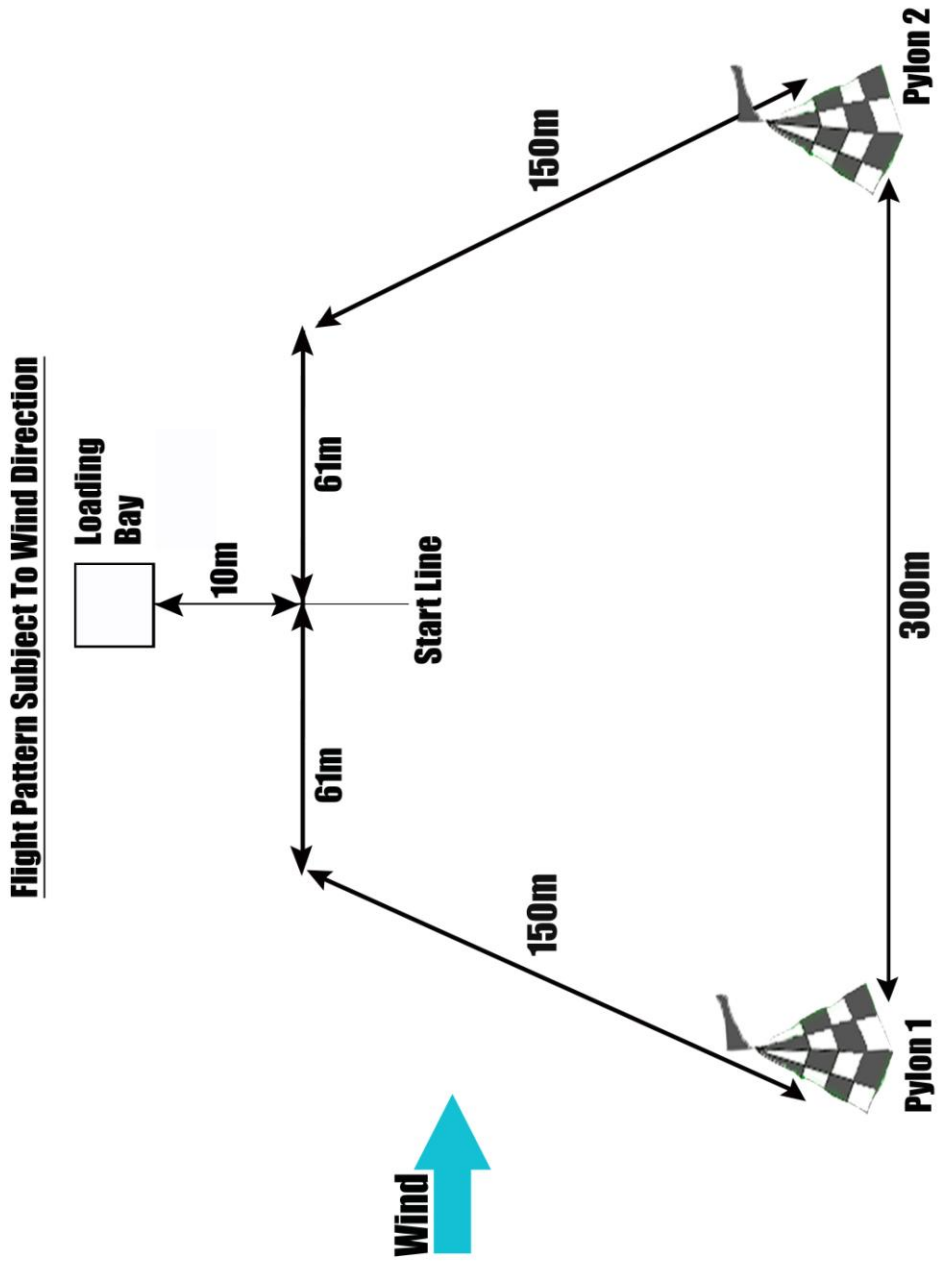 Flight Pattern Subject To Wind Direction
Loading
Bay
10m
61m
61m
Start Line
150m
150m
Wind
300m
Pylon 1
Pylon 2